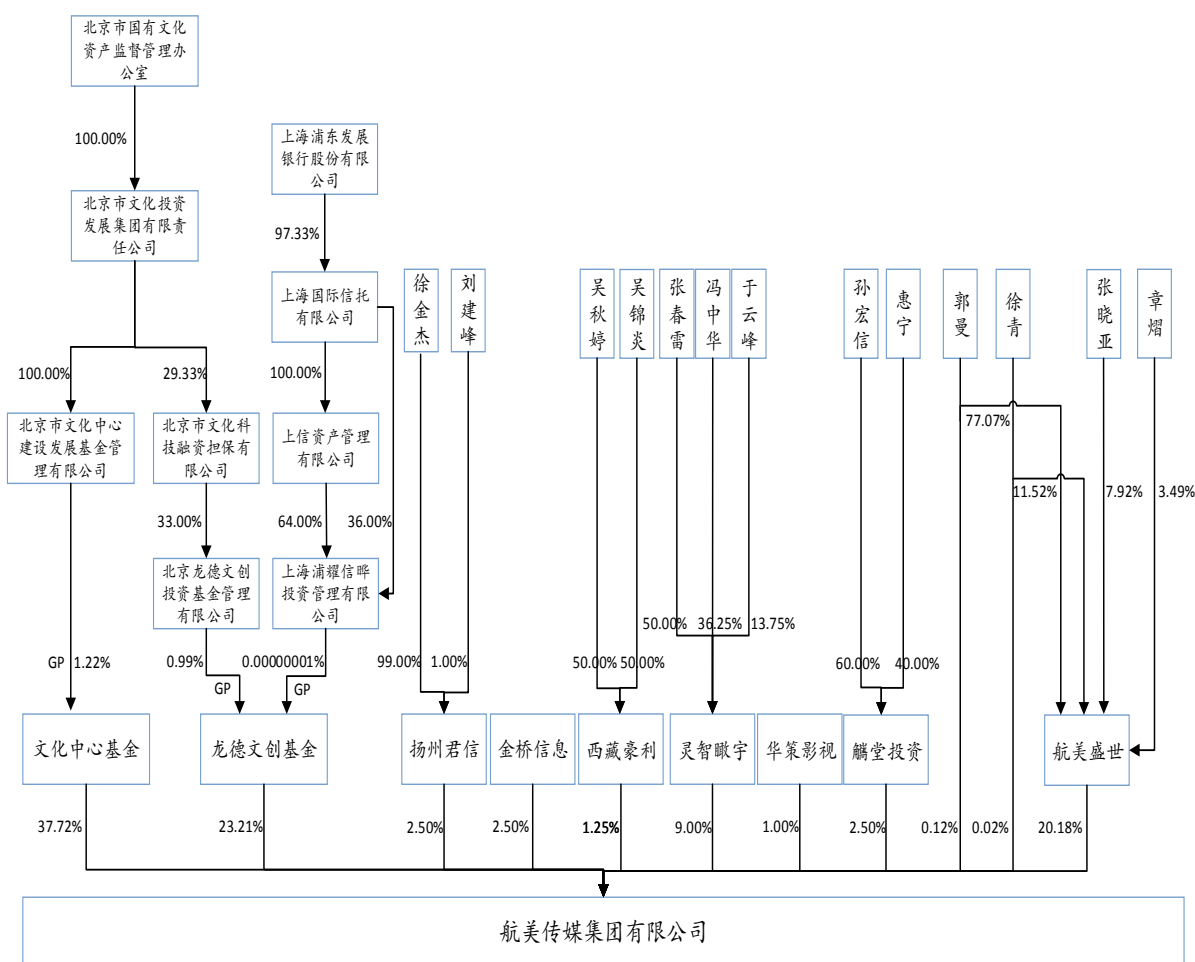 北京市国有文化
资产监督管理办
公室
100.00%
上海浦东发展
银行股份有限
公司
北京市文化投资
发展集团有限责
任公司
97.33%
上海国际信托
有限公司
徐金杰
刘建峰
吴秋婷
吴锦炎
张春雷
冯中华
于云峰
孙宏信
惠宁
郭曼
徐青
张晓亚
章熠
100.00%
29.33%
100.00%
77.07%
北京市文化中心
建设发展基金管
理有限公司
北京市文化科
技融资担保有
限公司
上信资产管理
有限公司
11.52%
7.92%
3.49%
33.00%
64.00%
36.00%
北京龙德文创
投资基金管理
有限公司
上海浦耀信晔
投资管理有限
公司
50.00%
36.25%
13.75%
GP
1.22%
0.99%
0.00000001%
99.00%
1.00%
50.00%
50.00%
60.00%
40.00%
GP
GP
文化中心基金
龙德文创基金
扬州君信
金桥信息
西藏豪利
灵智瞰宇
华策影视
觿堂投资
航美盛世
37.72%
23.21%
2.50%
2.50%
1.25%
9.00%
1.00%
2.50%
0.12%
0.02%
20.18%
航美传媒集团有限公司